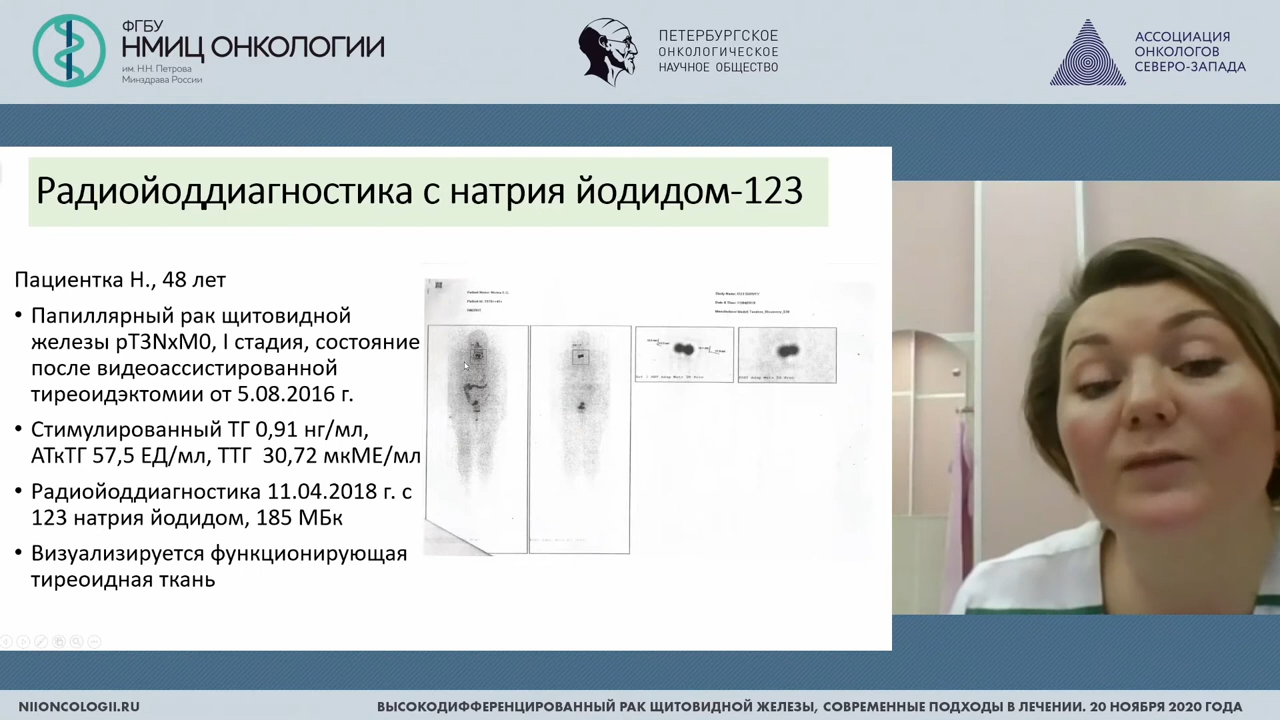 ФГБУ
НМИЦ ОНКОЛОГИИ
им. Н.Н. Петрова
Минздрава России
ПЕТЕРБУРГСКОЕ
ОНКОЛОГИЧЕСКОЕ
НАУЧНОЕ ОБЩЕСТВО
АССОЦИАЦИЯ
ОНКОЛОГОВ
СЕВЕРО-ЗАПАДА
Радиойоддиагностика с натрия йодидом-123
Пациентка Н., 48 лет
• Папиллярный рак щитовидной
железы pT3NxM0, I стадия, состояние
после видеоассистированной
тиреоидэктомии от 5.08.2016 г.
• Стимулированный ТГ 0,91 нг/мл,
АТкТГ 57,5 ЕД/мл, ТТГ 30,72 мкМЕ/мл
• Радиойоддиагностика 11.04.2018 г. с
123 натрия йодидом, 185 МБк
• Визуализируется функционирующая
тиреоидная ткань
NIIONCOLOGII.RU
ВЫСОКОДИФФЕРЕНЦИРОВАННЫЙ РАК ЩИТОВИДНОЙ ЖЕЛЕЗЫ, СОВРЕМЕННЫЕ ПОДХОДЫ В ЛЕЧЕНИИ. 20 НОЯБРЯ 2020 ГОДА